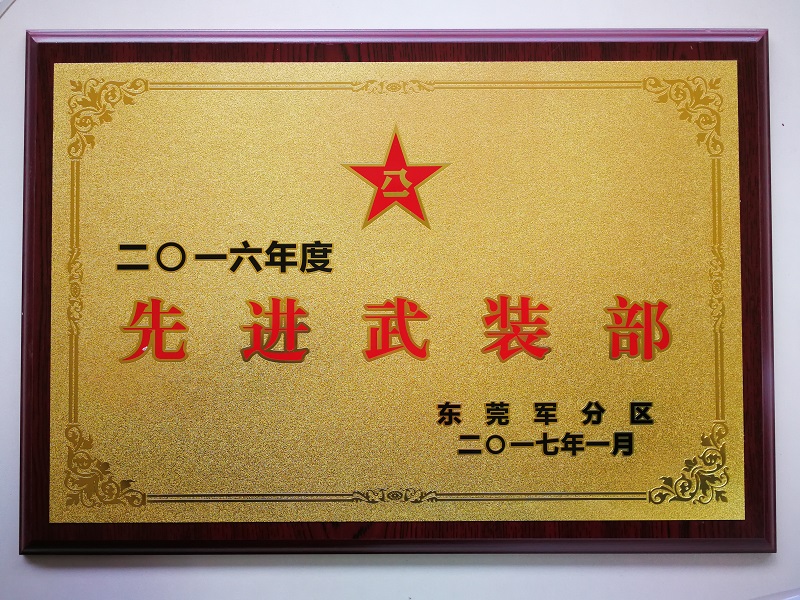 八一
二〇一六年度
先进武装部
东莞军分区
二〇一七年一月